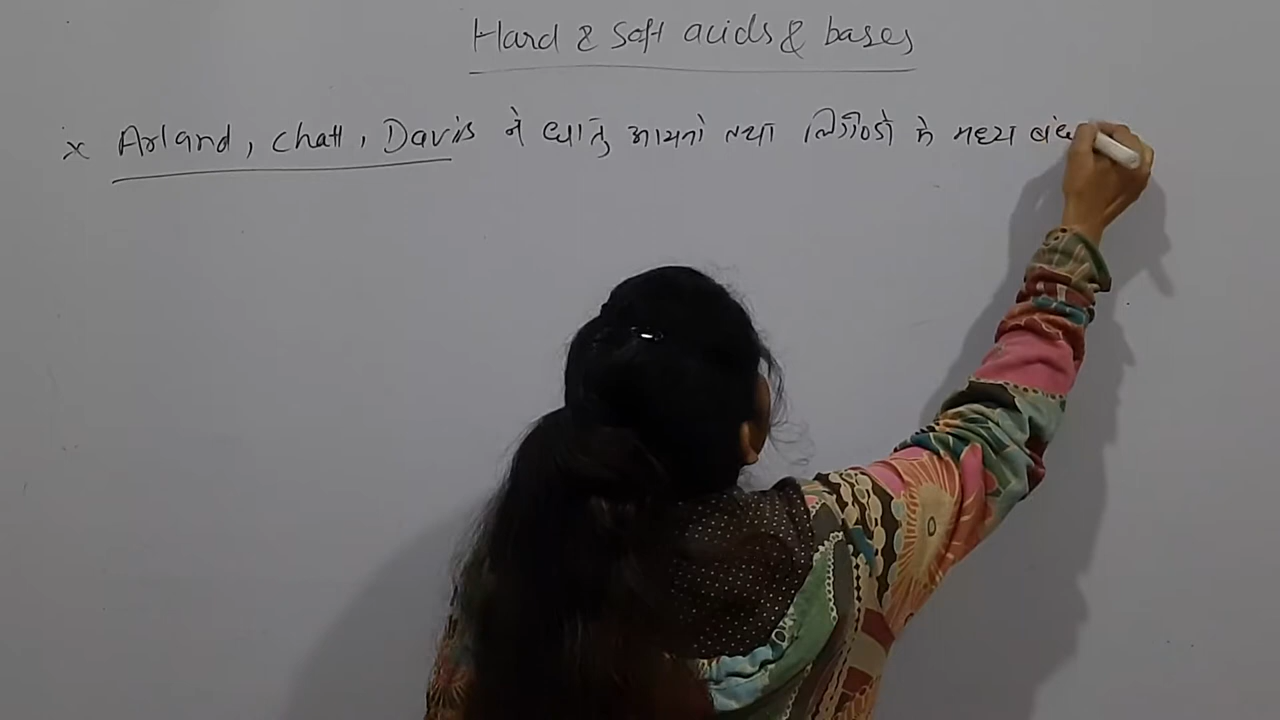 Hard & Soft acids & bases
× Arland, Chatt, Davis ने धातु आयनो तथा लिगेण्डो के मध्य बंध